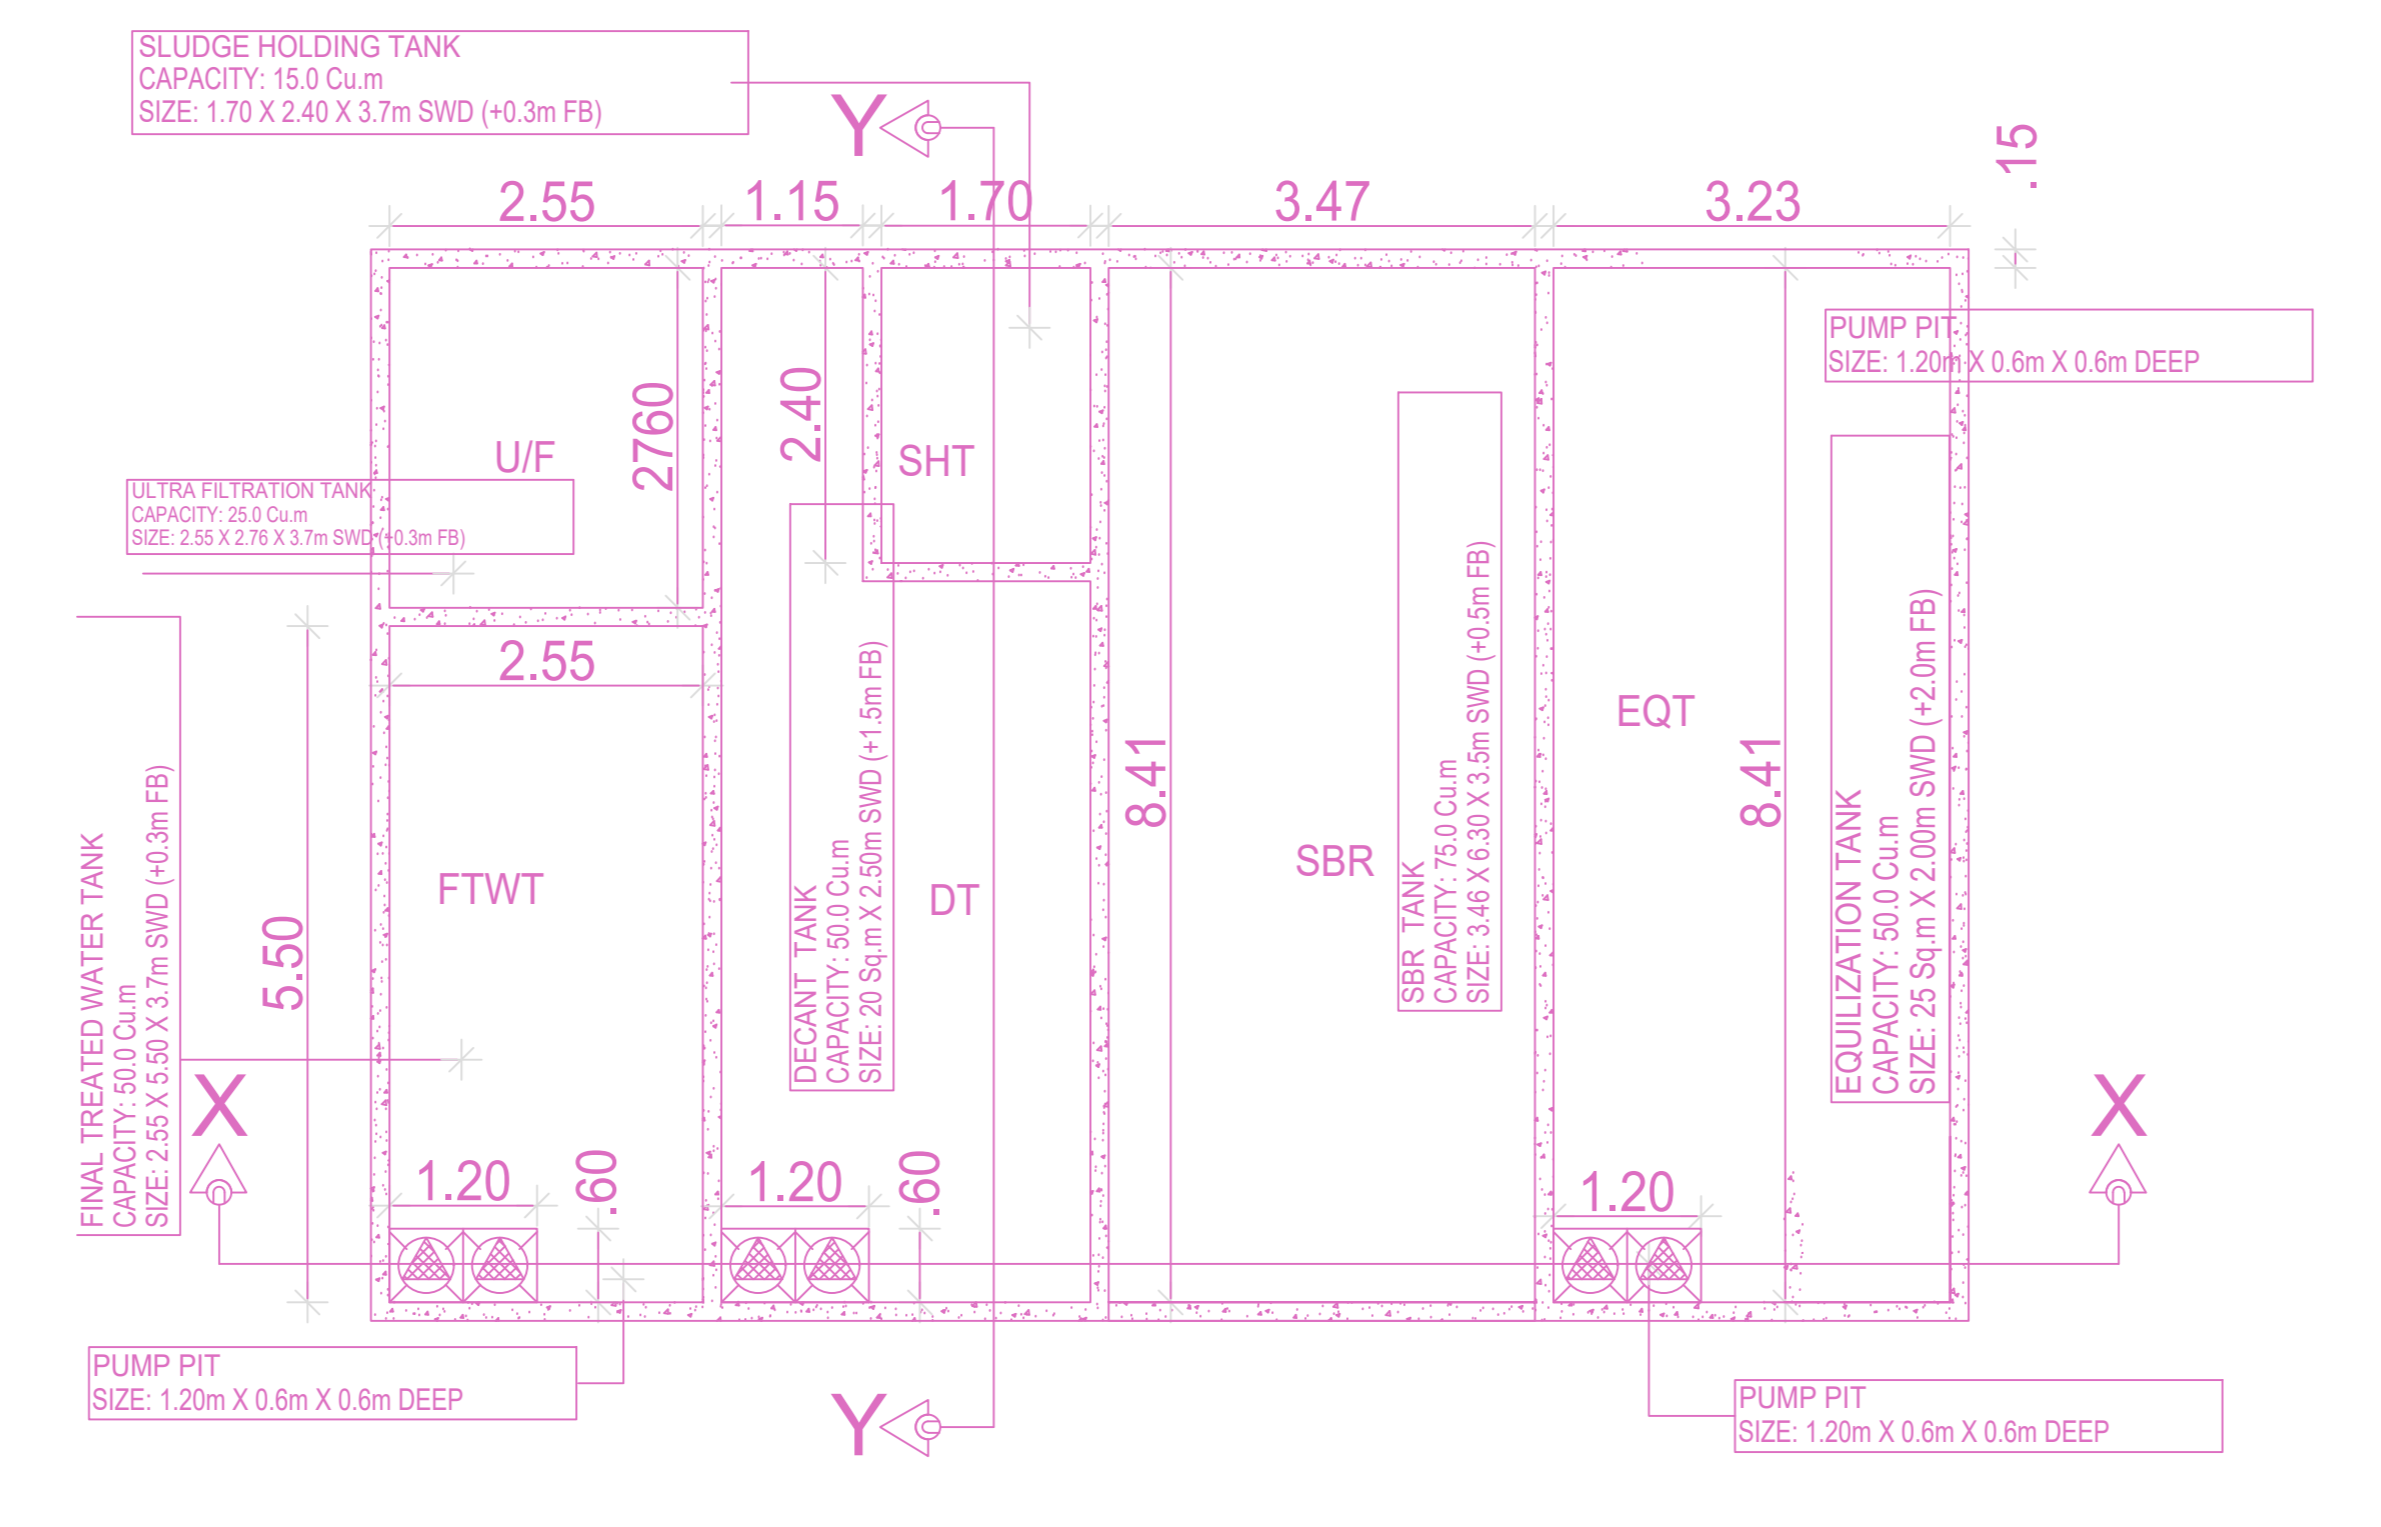 SLUDGE HOLDING TANK
CAPACITY: 15.0 Cu.m
SIZE: 1.70 X 2.40 X 3.7m SWD (+0.3m FB)
Y
.15
2.55
1.15
1.70
3.47
3.23
PUMP PIT
SIZE: 1.20m X 0.6m X 0.6m DEEP
2760
2.40
U/F
SHT
ULTRA FILTRATION TANK
CAPACITY: 25.0 Cu.m
SIZE: 2.55 X 2.76 X 3.7m SWD (+0.3m FB)
2.55
EQT
8.41
8.41
SBR
FTWT
DT
5.50
FINAL TREATED WATER TANK
CAPACITY: 50.0 Cu.m
SIZE: 2.55 X 5.50 X 3.7m SWD (+0.3m FB)
DECANT TANK
CAPACITY: 50.0 Cu.m
SIZE: 20 Sq.m X 2.50m SWD (+1.5m FB)
SBR TANK
CAPACITY: 75.0 Cu.m
SIZE: 3.46 X 6.30 X 3.5m SWD (+0.5m FB)
EQUILIZATION TANK
CAPACITY: 50.0 Cu.m
SIZE: 25 Sq.m X 2.00m SWD (+2.0m FB)
X
X
1.20
.60
1.20
.60
1.20
PUMP PIT
SIZE: 1.20m X 0.6m X 0.6m DEEP
Y
PUMP PIT
SIZE: 1.20m X 0.6m X 0.6m DEEP